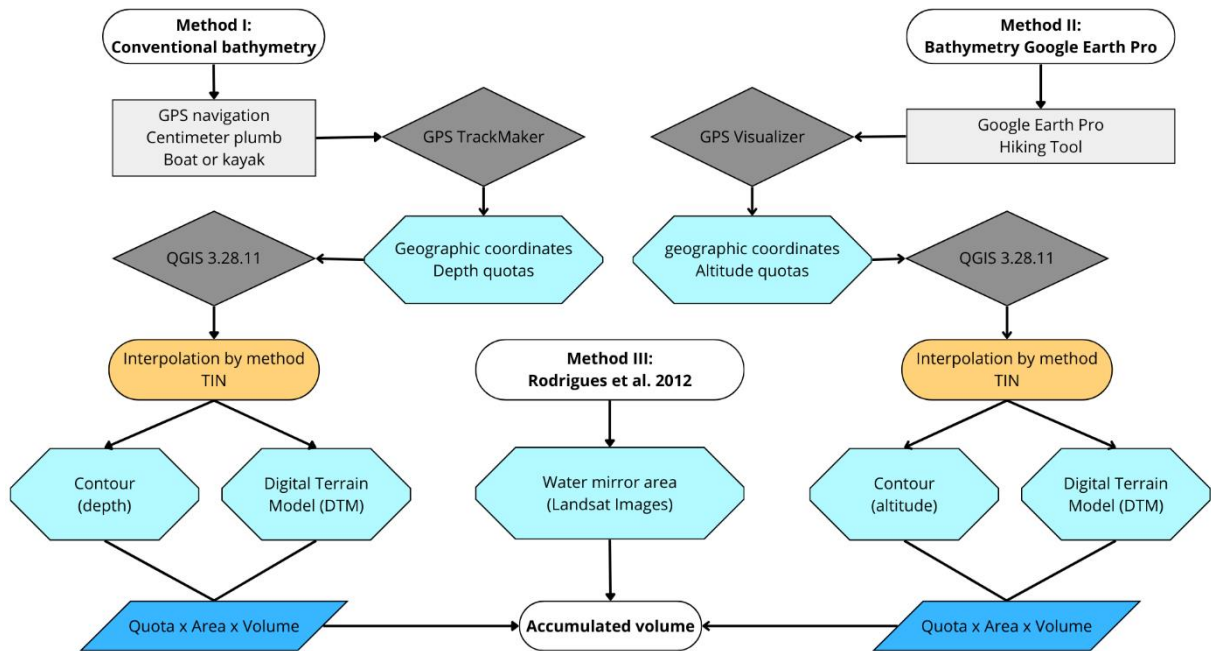 Method I:
Conventional bathymetry
Method II:
Bathymetry Google Earth Pro
GPS navigation
Centimeter plumb
Boat or kayak
GPS TrackMaker
GPS Visualizer
Google Earth Pro
Hiking Tool
QGIS 3.28.11
Geographic coordinates
Depth quotas
geographic coordinates
Altitude quotas
QGIS 3.28.11
Interpolation by method
TIN
Method III:
Rodrigues et al. 2012
Interpolation by method
TIN
Contour
(depth)
Digital Terrain
Model (DTM)
Water mirror area
(Landsat Images)
Contour
(altitude)
Digital Terrain
Model (DTM)
Quota x Area x Volume
Accumulated volume
Quota x Area x Volume